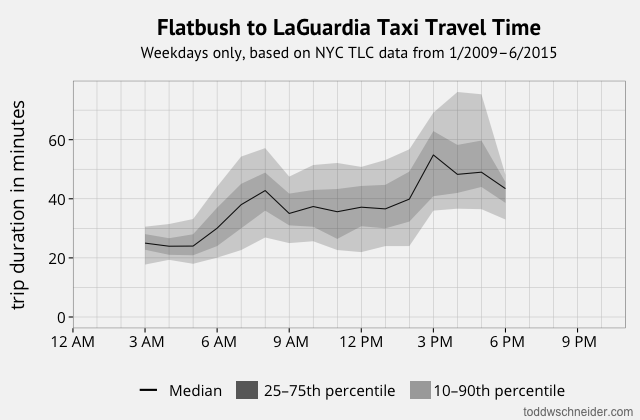 Flatbush to LaGuardia Taxi Travel Time
Weekdays only, based on NYC TLC data from 1/2009–6/2015
trip duration in minutes
60
40
20
0
12 AM 3 AM 6 AM 9 AM 12 PM 3 PM 6 PM 9 PM
Median 25–75th percentile 10–90th percentile
toddwschneider.com